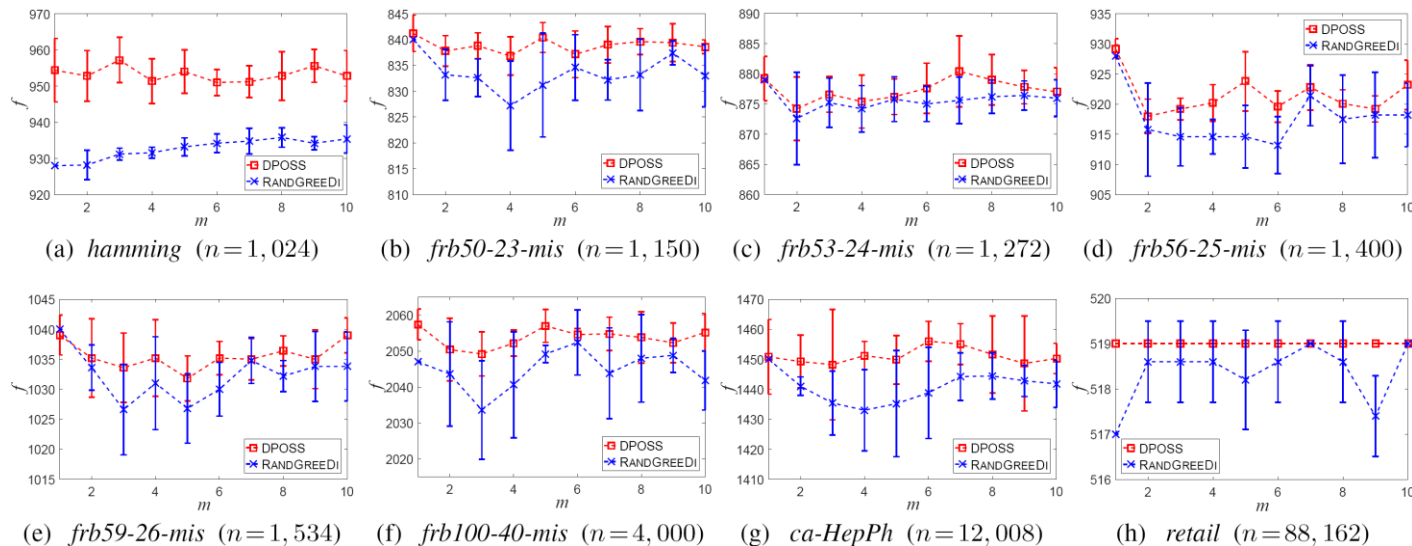 970
960
950
940
930
920
f
2 4 6 8 10
m
DPOSS
RANDGREEDI
(a) hamming (n = 1, 024)
845
840
835
830
825
820
815
810
f
2 4 6 8 10
m
DPOSS
RANDGREEDI
(b) frb50-23-mis (n = 1, 150)
890
885
880
875
870
865
860
f
2 4 6 8 10
m
DPOSS
RANDGREEDI
(c) frb53-24-mis (n = 1, 272)
935
930
925
920
915
910
905
f
2 4 6 8 10
m
DPOSS
RANDGREEDI
(d) frb56-25-mis (n = 1, 400)
1045
1040
1035
1030
1025
1020
1015
f
2 4 6 8 10
m
DPOSS
RANDGREEDI
(e) frb59-26-mis (n = 1, 534)
2060
2050
2040
2030
2020
f
2 4 6 8 10
m
DPOSS
RANDGREEDI
(f) frb100-40-mis (n = 4, 000)
1470
1460
1450
1440
1430
1420
1410
f
2 4 6 8 10
m
DPOSS
RANDGREEDI
(g) ca-HepPh (n = 12, 008)
520
519
518
517
516
f
2 4 6 8 10
m
DPOSS
RANDGREEDI
(h) retail (n = 88, 162)